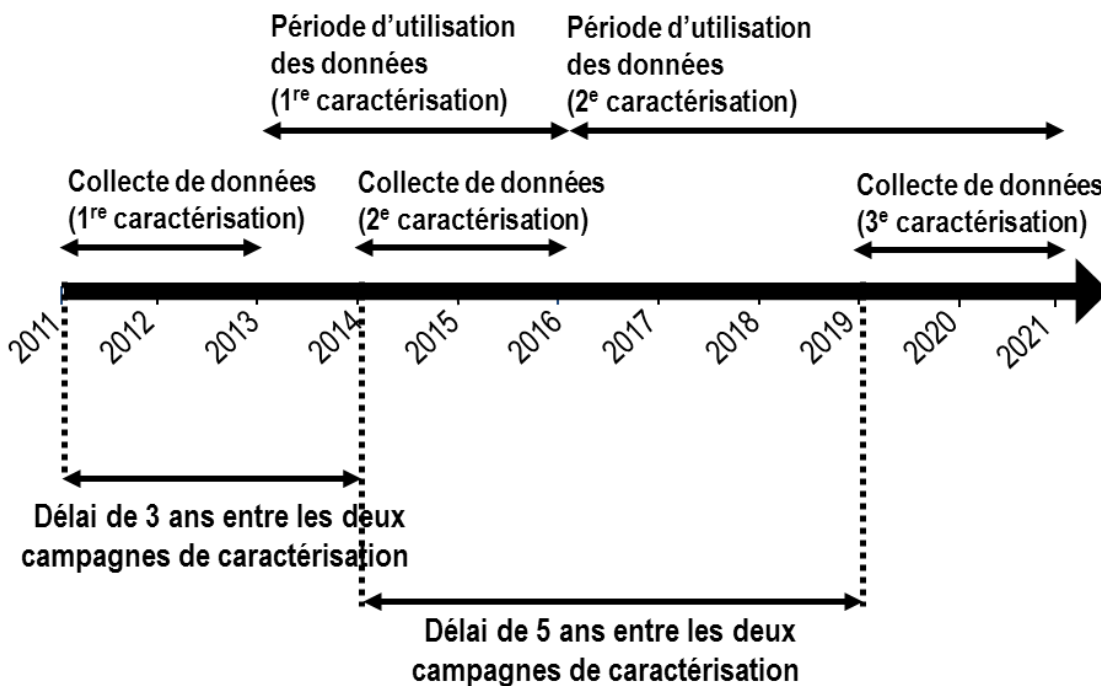 Période d’utilisation
des données
(1re caractérisation)
Période d’utilisation
des données
(2e caractérisation)
Collecte de données
(1re caractérisation)
Collecte de données
(2e caractérisation)
Collecte de données
(3e caractérisation)
2011
2012
2013
2014
2015
2016
2017
2018
2019
2020
2021
Délai de 3 ans entre les deux
campagnes de caractérisation
Délai de 5 ans entre les deux
campagnes de caractérisation